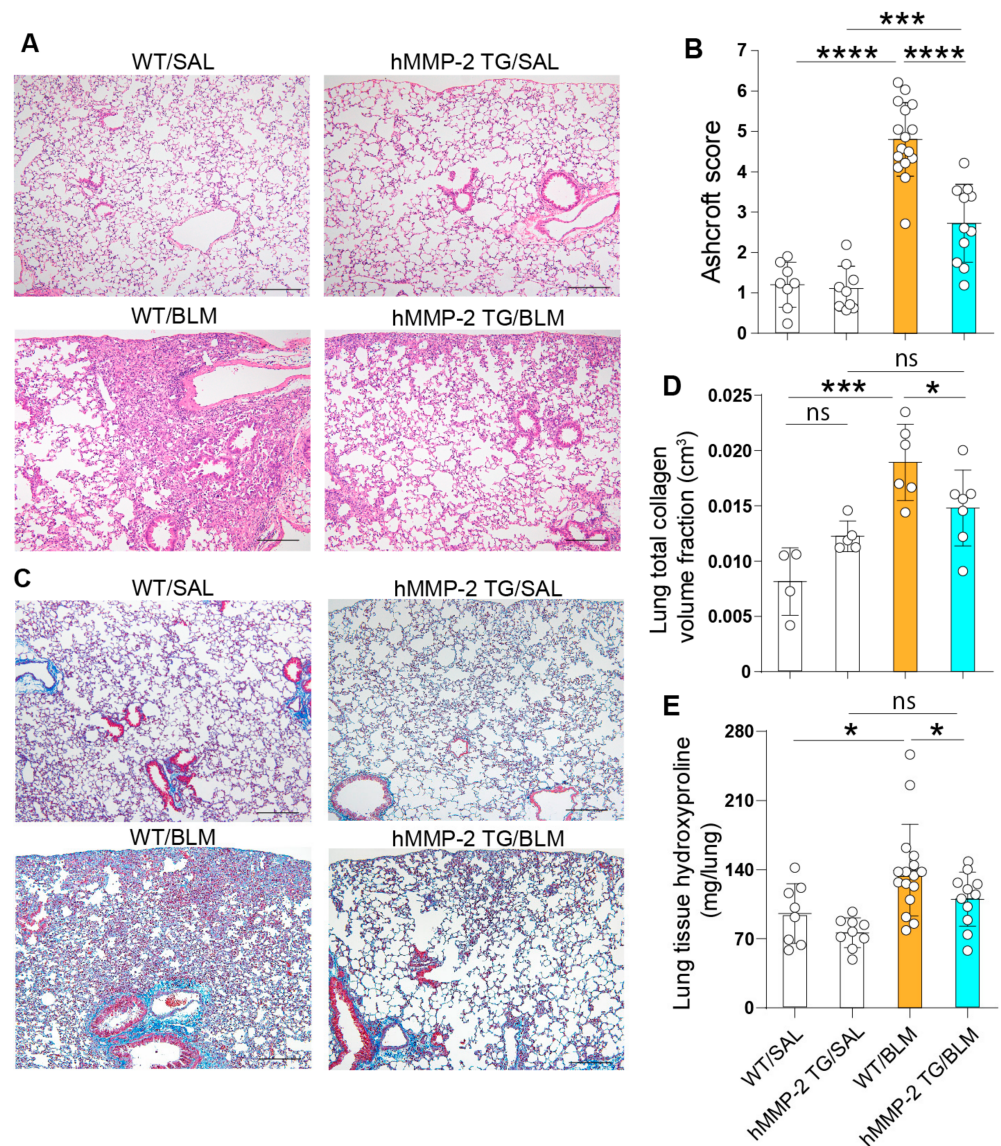 A
WT/SAL
hMMP-2 TG/SAL
WT/BLM
hMMP-2 TG/BLM
C
WT/SAL
hMMP-2 TG/SAL
WT/BLM
hMMP-2 TG/BLM
B
***
**** ****
Ashcroft score
7
6
5
4
3
2
1
0
D
ns
*** *
ns
Lung total collagen
volume fraction (cm³)
0.025
0.020
0.015
0.010
0.005
0
E
ns
* *
Lung tissue hydroxyproline
(mg/lung)
280
210
140
70
0
WT/SAL
hMMP-2 TG/SAL
WT/BLM
hMMP-2 TG/BLM